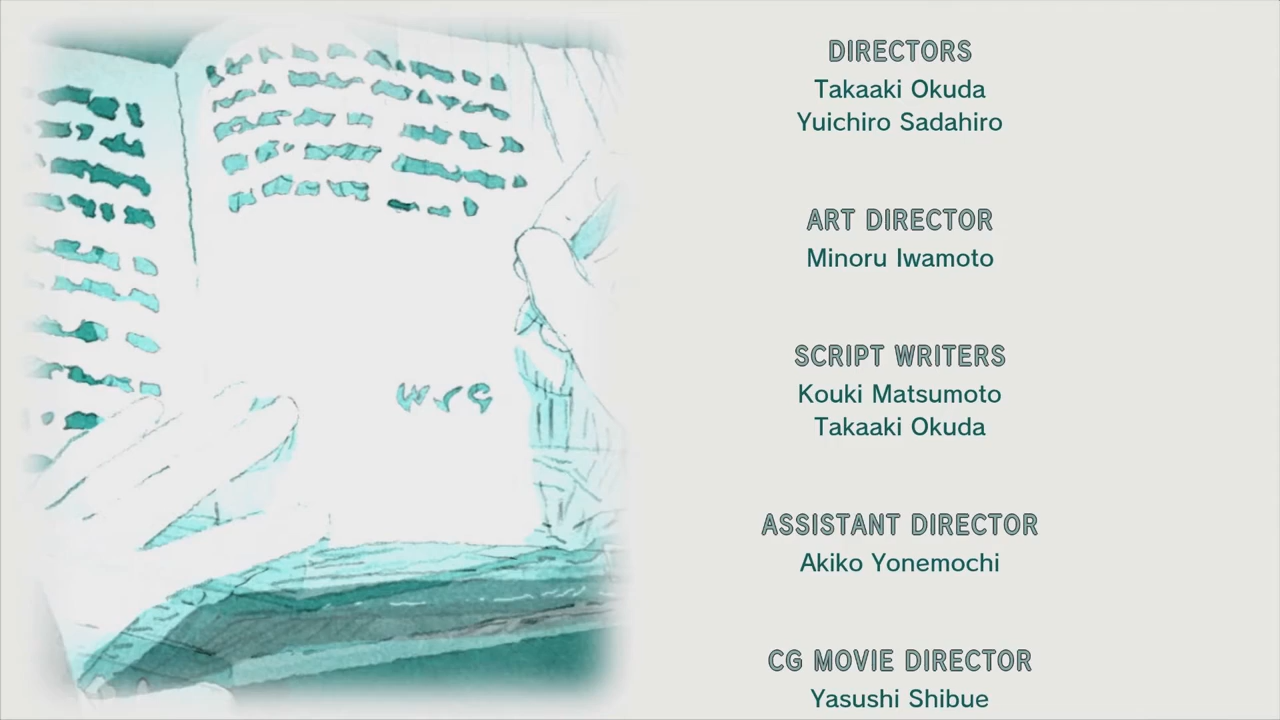 DIRECTORS
Takaaki Okuda
Yuichiro Sadahiro
ART DIRECTOR
Minoru Iwamoto
SCRIPT WRITERS
Kouki Matsumoto
Takaaki Okuda
ASSISTANT DIRECTOR
Akiko Yonemochi
CG MOVIE DIRECTOR
Yasushi Shibue